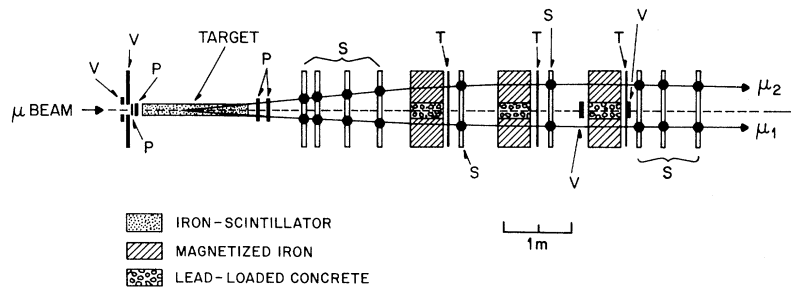 V
V
P
P
TARGET
P
S
T
T
S
T
V
μ BEAM
μ2
μ1
S
V
S
1m
IRON-SCINTILLATOR
MAGNETIZED IRON
LEAD-LOADED CONCRETE